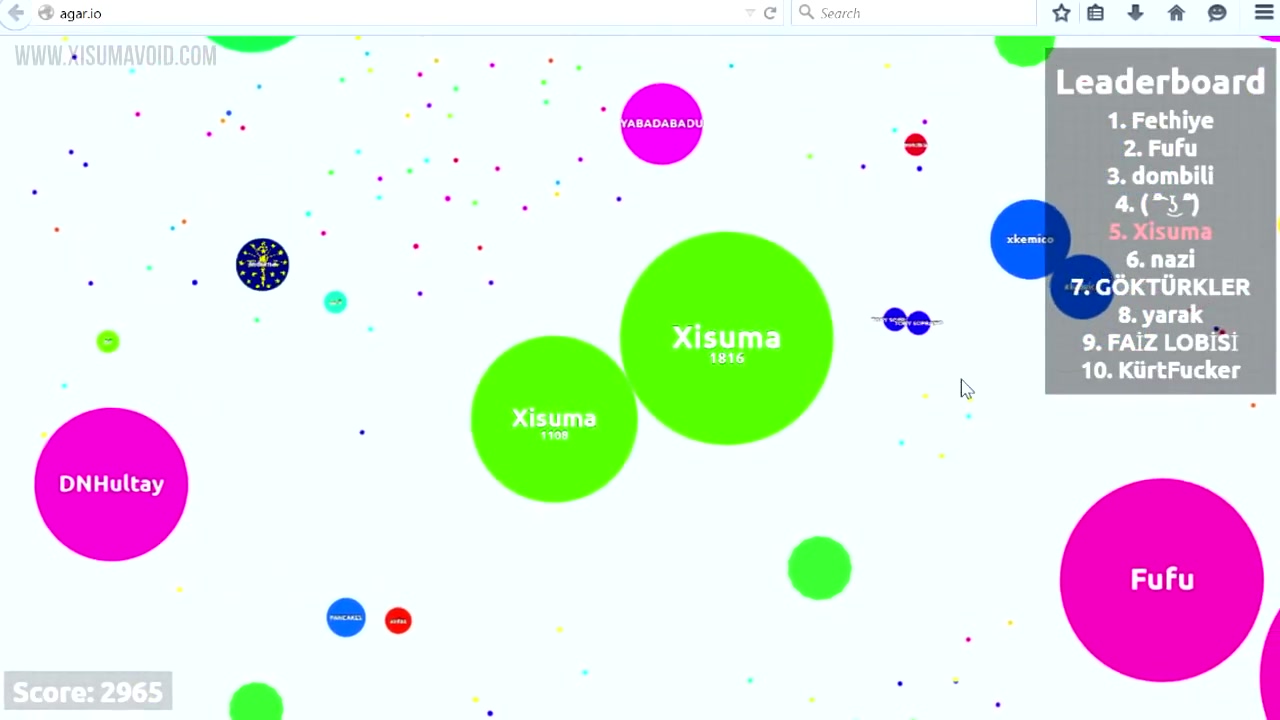 agar.io
Search
WWW.XISUMAVOID.COM
Leaderboard
1. Fethiye
2. Fufu
3. dombili
4. ( ͡° ͜ʖ ͡°)
5. Xisuma
6. nazi
7. GÖKTÜRKLER
8. yarak
9. FAİZ LOBİSİ
10. KürtFucker
YABADABADU
xkemico
Xisuma
1816
Xisuma
1108
DNHultay
Fufu
PANCAKES
Score: 2965